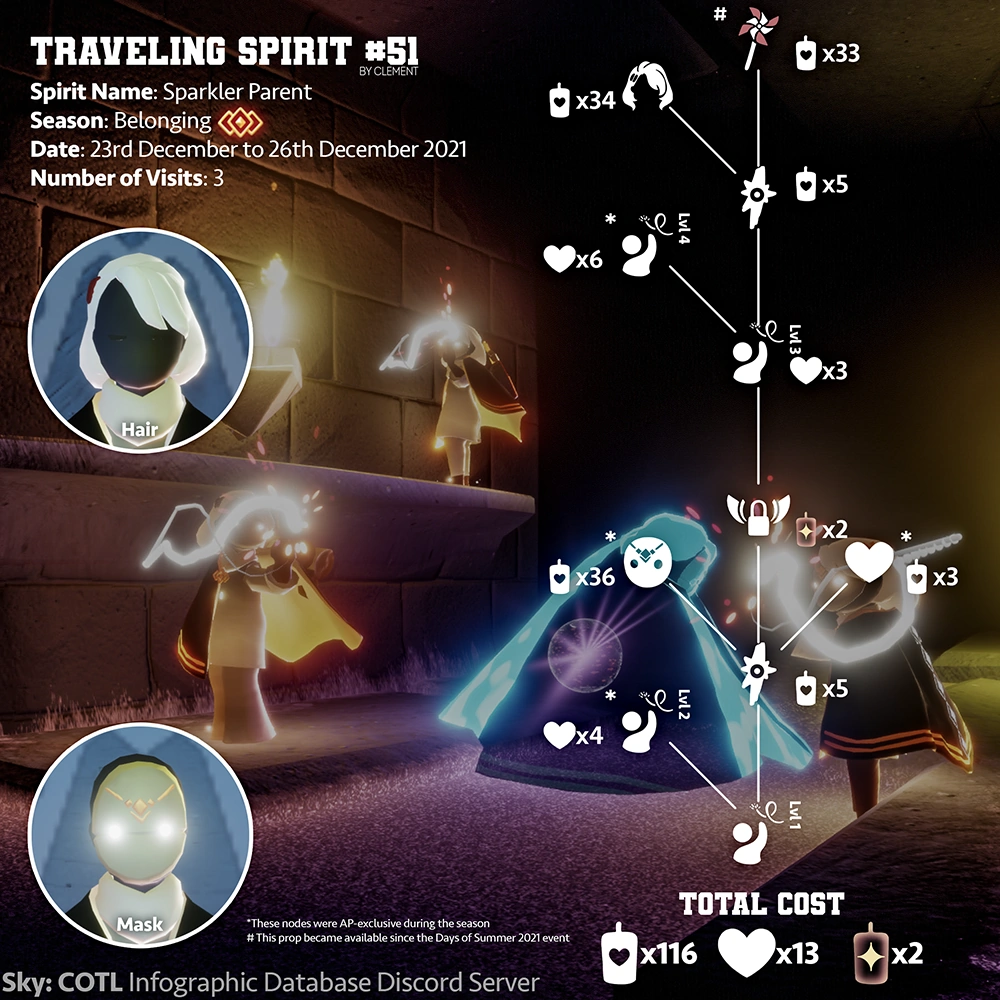 TRAVELING SPIRIT #51
BY CLEMENT
Spirit Name: Sparkler Parent
Season: Belonging
Date: 23rd December to 26th December 2021
Number of Visits: 3
#
x33
x34
x5
*
Lvl 4
x6
Lvl 3
x3
x2
*
*
x36
x3
x5
*
Lvl 2
x4
Lvl 1
Hair
Mask
TOTAL COST
x116 x13 x2
*These nodes were AP-exclusive during the season
# This prop became available since the Days of Summer 2021 event
Sky: COTL Infographic Database Discord Server